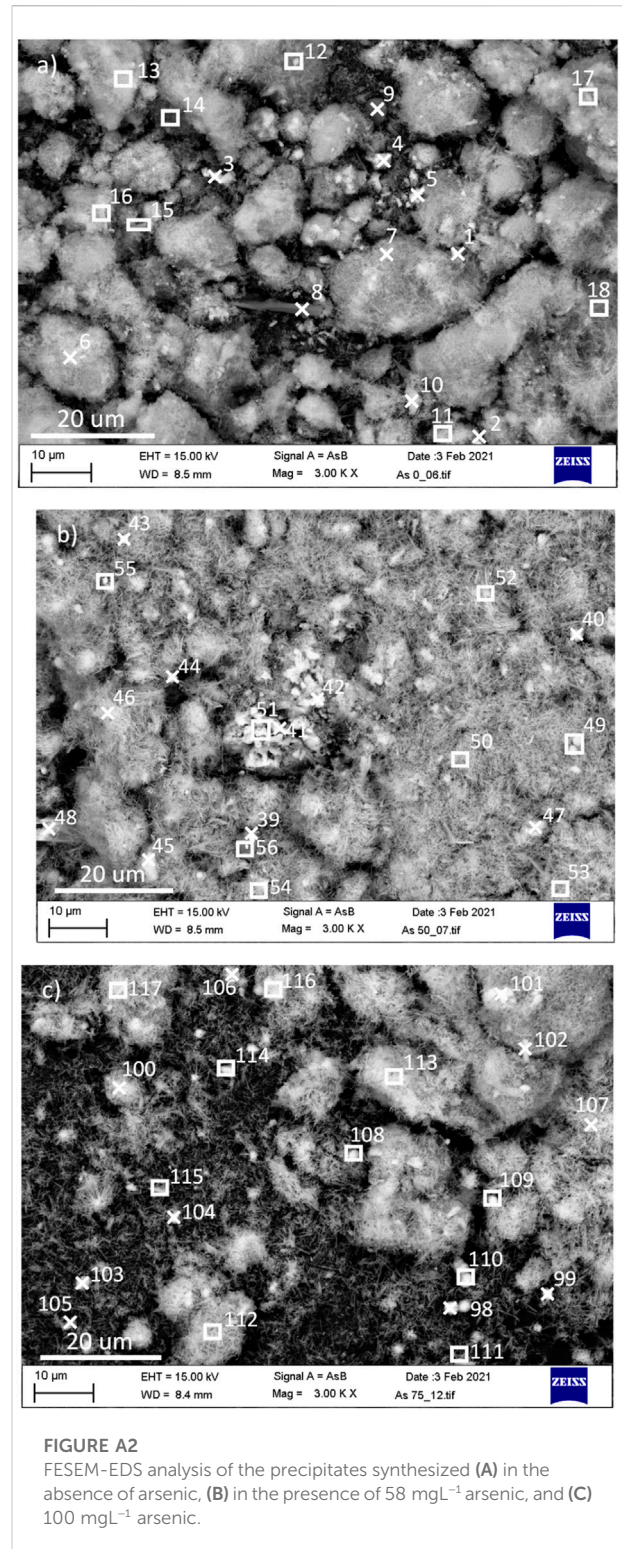 a)
12
13
17
14
9
4
3
5
16
15
7
1
8
18
6
10
11
2
20 um
10 µm
EHT = 15.00 kV Signal A = AsB Date :3 Feb 2021
WD = 8.5 mm Mag = 3.00 K X As 0_06.tif
ZEISS
b)
43
55
52
40
44
42
46
51
41
49
50
48
39
47
45
56
54
53
20 um
10 µm
EHT = 15.00 kV Signal A = AsB Date :3 Feb 2021
WD = 8.5 mm Mag = 3.00 K X As 50_07.tif
ZEISS
c)
117
106
116
101
114
102
100
113
107
108
115
109
104
110
103
99
105
98
112
111
20 um
10 µm
EHT = 15.00 kV Signal A = AsB Date :3 Feb 2021
WD = 8.4 mm Mag = 3.00 K X As 75_12.tif
ZEISS
FIGURE A2
FESEM-EDS analysis of the precipitates synthesized (A) in the
absence of arsenic, (B) in the presence of 58 mgL⁻¹ arsenic, and (C)
100 mgL⁻¹ arsenic.